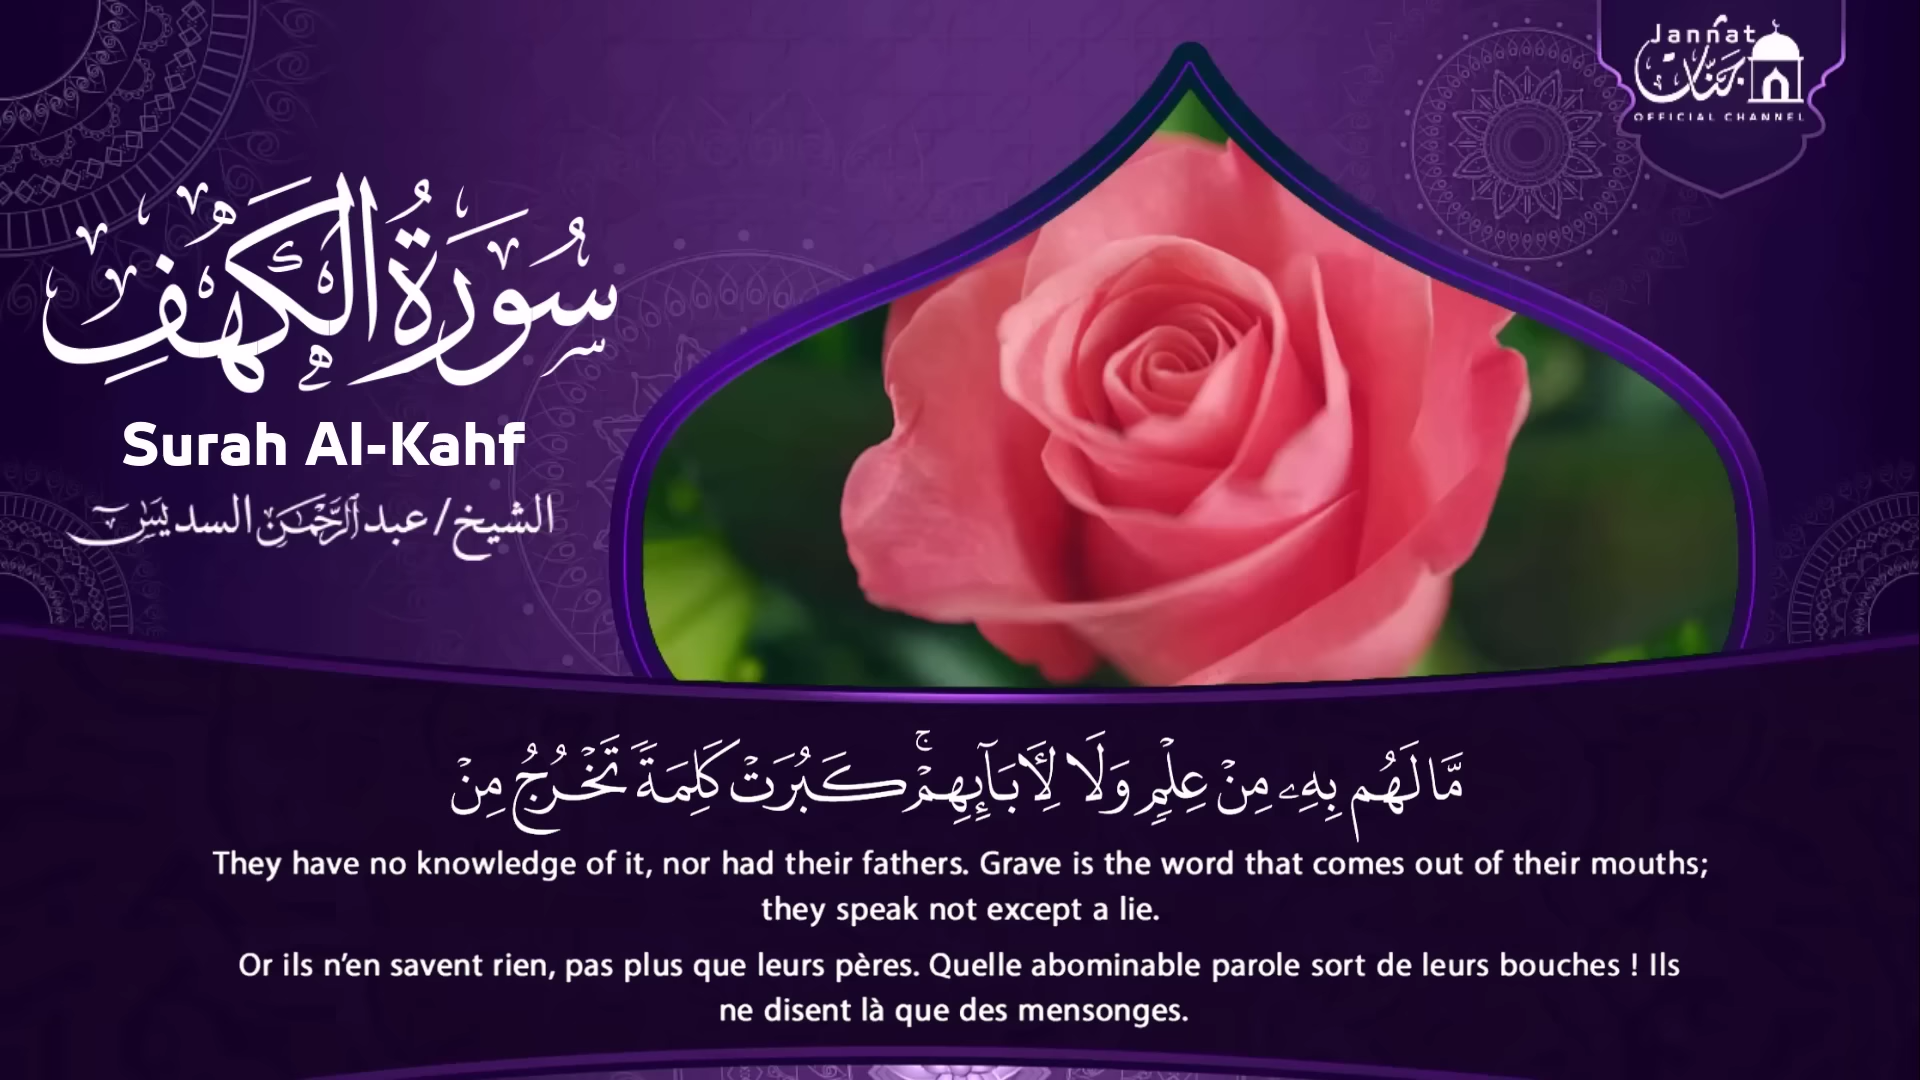 Jannat
جنات
OFFICIAL CHANNEL
سُورَةُ الكَهْفِ
Surah Al-Kahf
الشيخ/عبد الرَّحْمَـٰن السديس
مَّا لَهُم بِهِۦ مِنْ عِلْمٍ وَلَا لِـَٔابَآئِهِمْ ۚ كَبُرَتْ كَلِمَةً تَخْرُجُ مِنْ
They have no knowledge of it, nor had their fathers. Grave is the word that comes out of their mouths;
they speak not except a lie.
Or ils n’en savent rien, pas plus que leurs pères. Quelle abominable parole sort de leurs bouches ! Ils
ne disent là que des mensonges.